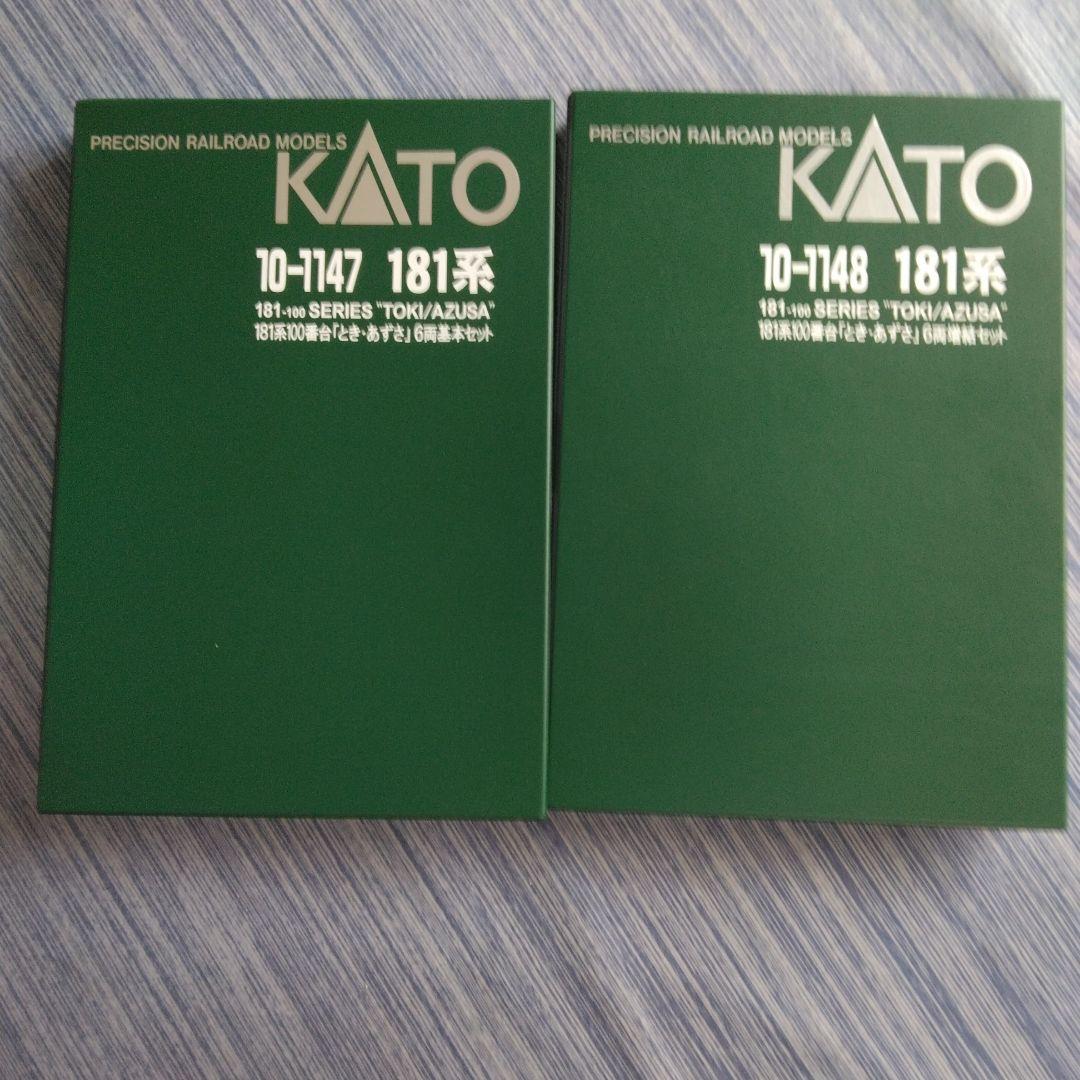 PRECISION RAILROAD MODELS
KATO
10-1147 181系
181-100 SERIES "TOKI/AZUSA"
181系100番台「とき・あずさ」6両基本セット
PRECISION RAILROAD MODELS
KATO
10-1148 181系
181-100 SERIES "TOKI/AZUSA"
181系100番台「とき・あずさ」6両増結セット